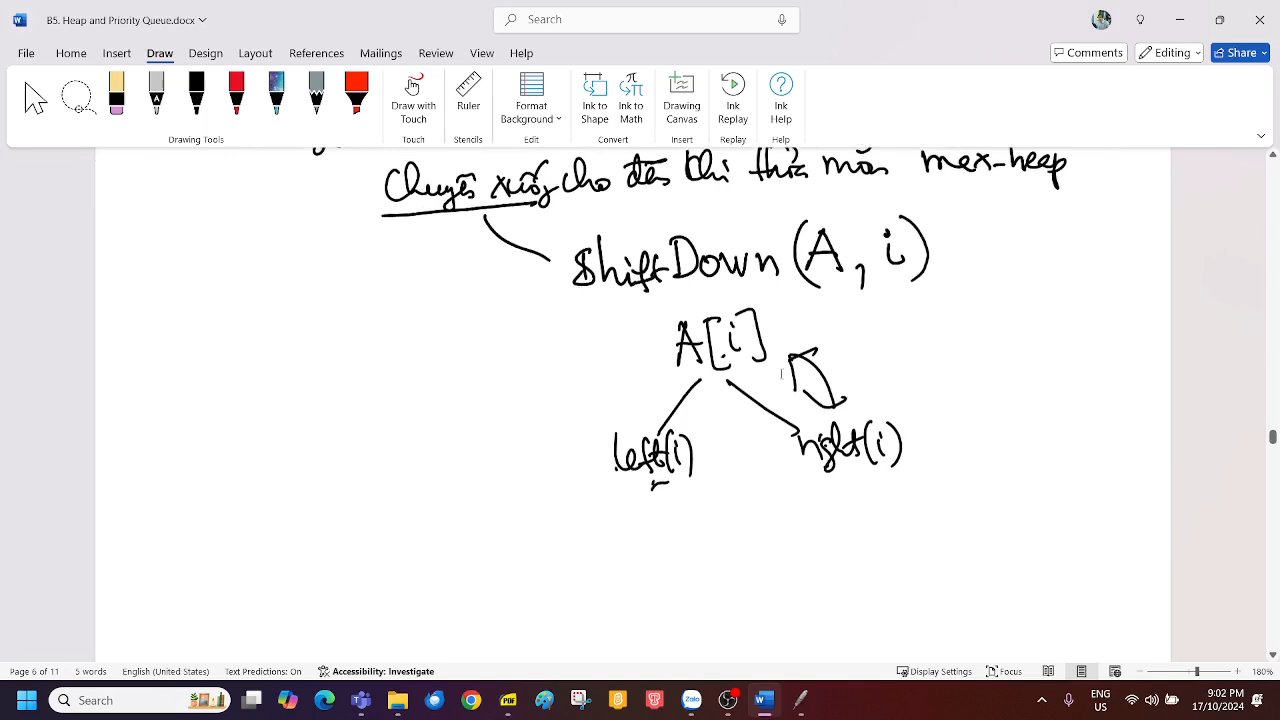 B5. Heap and Priority Queue.docx
Search
File Home Insert Draw Design Layout References Mailings Review View Help
Comments Editing Share
Draw with Touch
Ruler
Format Background
Ink to Shape
Ink to Math
Drawing Canvas
Ink Replay
Ink Help
Drawing Tools Touch Stencils Edit Convert Insert Replay Help
Chuyển xuống cho đến khi thỏa mãn max-heap
ShiftDown (A, i)
A[i]
left(i) right(i)
Page 6 of 11 5 words English (United States) Text Predictions: On Accessibility: Investigate Display Settings Focus 180%
Search PDF Zalo ENG US 9:02 PM 17/10/2024